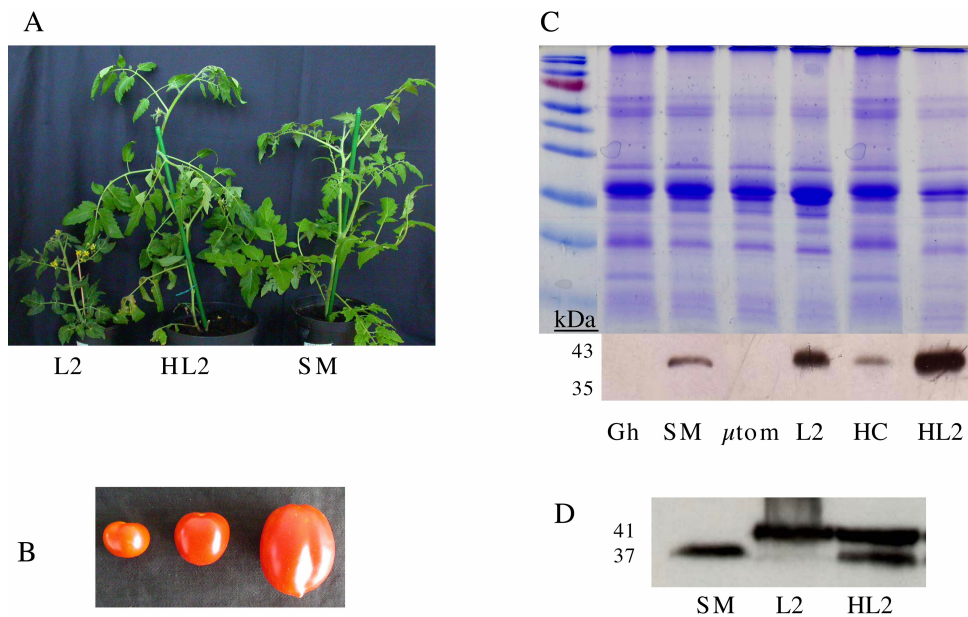 A
L2 HL2 SM
B
C
kDa
43
35
Gh SM µtom L2 HC HL2
D
41
37
SM L2 HL2